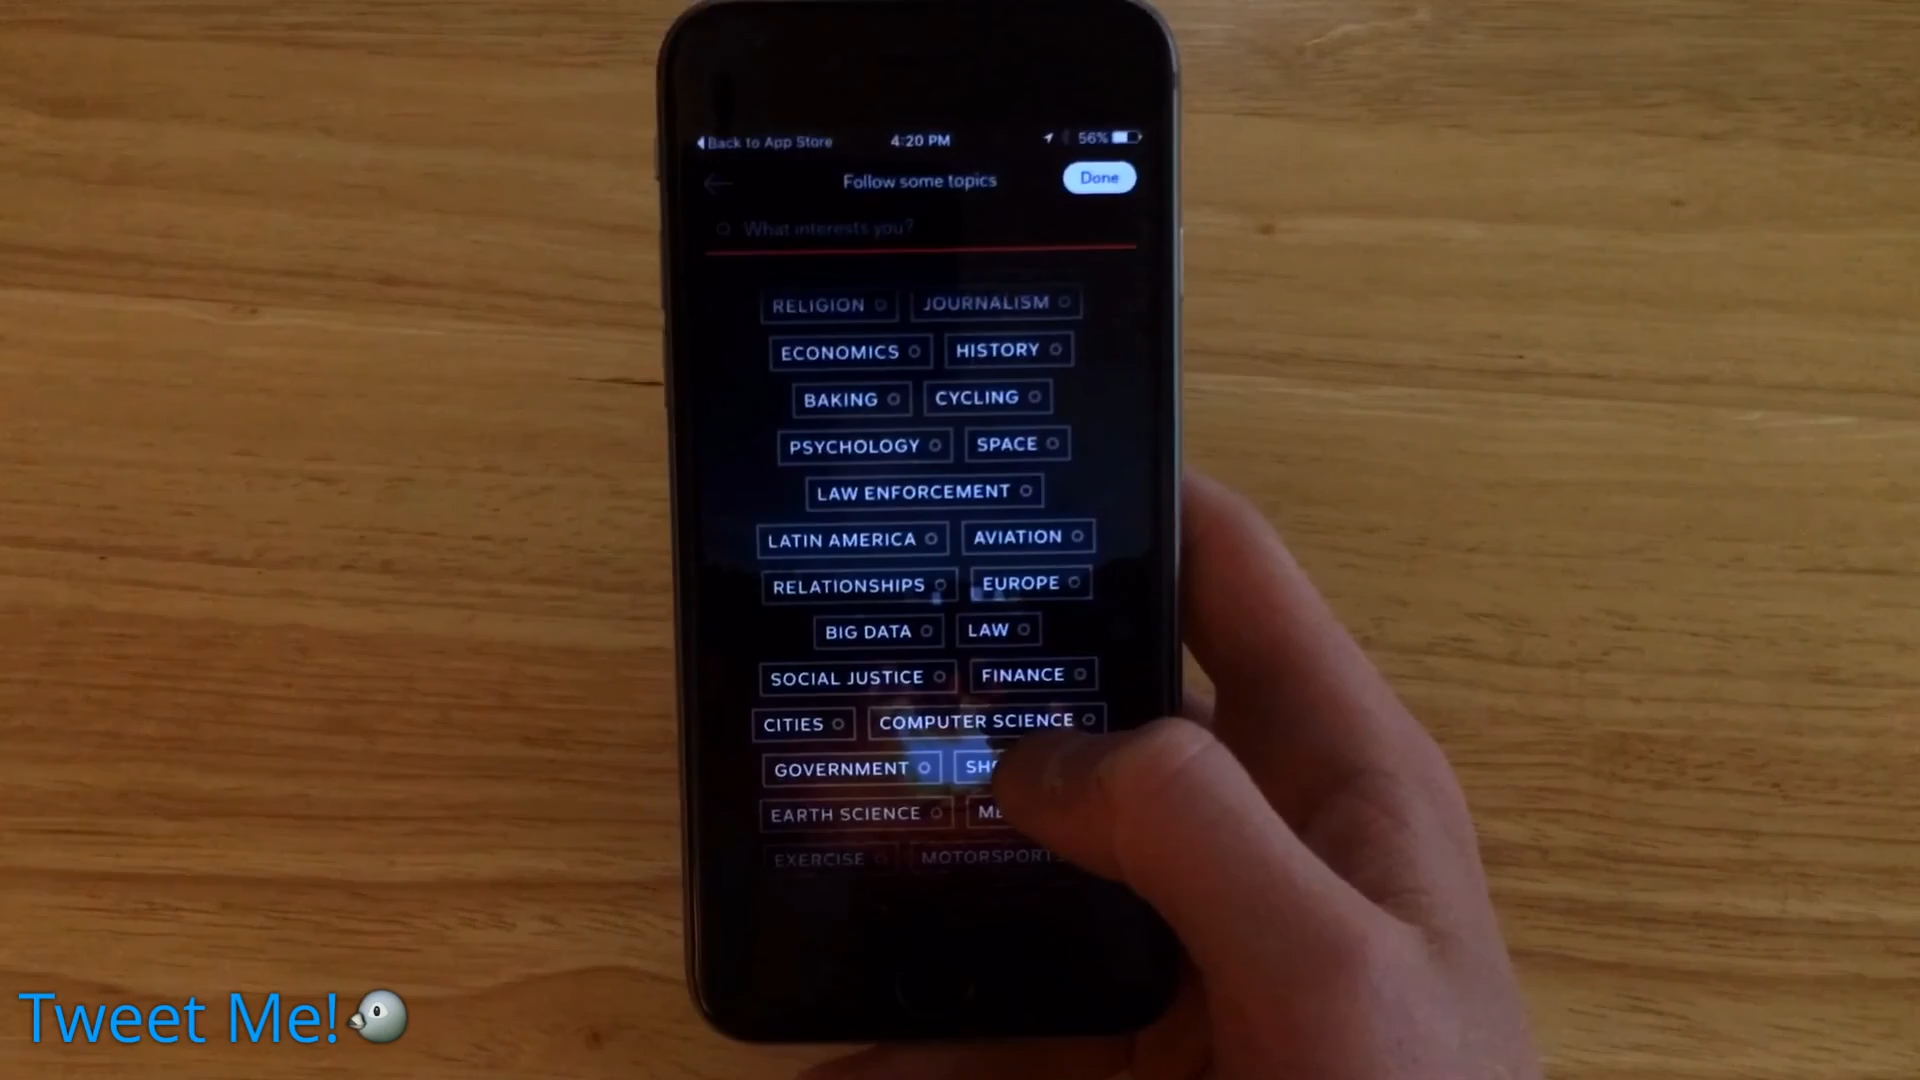 Back to App Store 4:20 PM 56%
Follow some topics Done
What interests you?
RELIGION JOURNALISM
ECONOMICS HISTORY
BAKING CYCLING
PSYCHOLOGY SPACE
LAW ENFORCEMENT
LATIN AMERICA AVIATION
RELATIONSHIPS EUROPE
BIG DATA LAW
SOCIAL JUSTICE FINANCE
CITIES COMPUTER SCIENCE
GOVERNMENT
EARTH SCIENCE
EXERCISE MOTORSPORTS
Tweet Me!